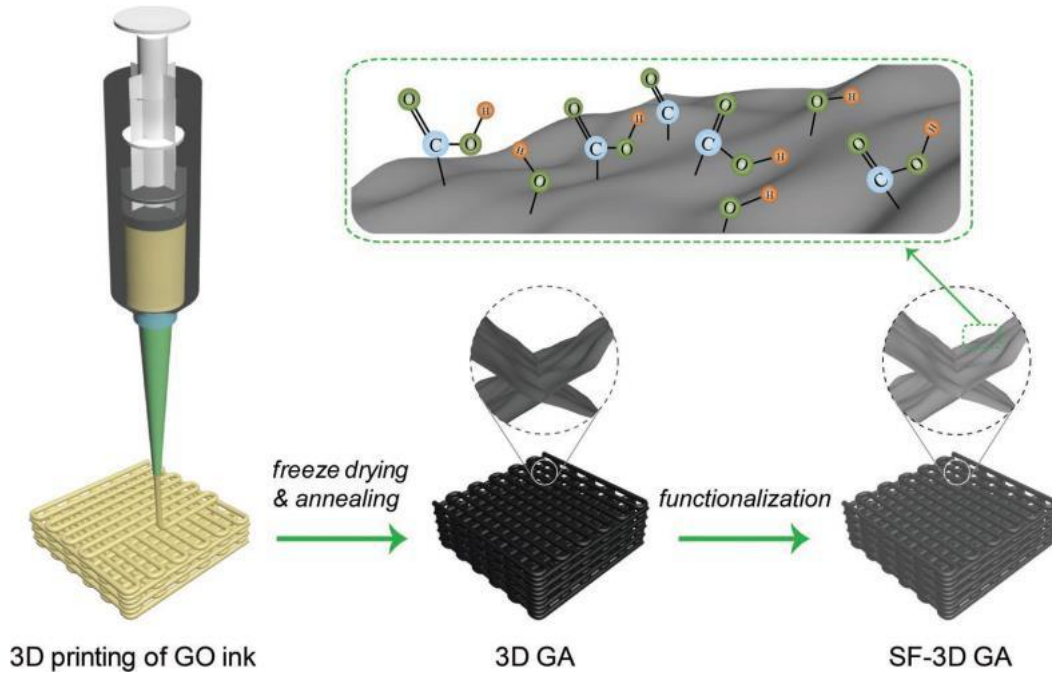 O H O H O O
C O H C O C C O H O H C O H
H O O H
freeze drying
& annealing
functionalization
3D printing of GO ink
3D GA
SF-3D GA